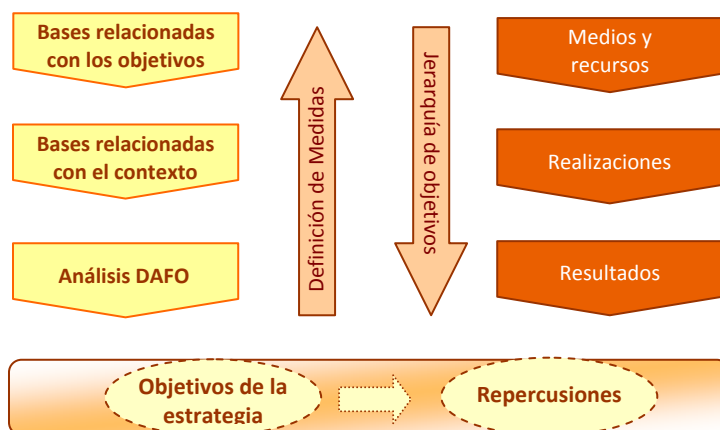 Bases relacionadas
con los objetivos
Bases relacionadas
con el contexto
Análisis DAFO
Definición de Medidas
Jerarquía de objetivos
Medios y
recursos
Realizaciones
Resultados
Objetivos de la
estrategia
Repercusiones